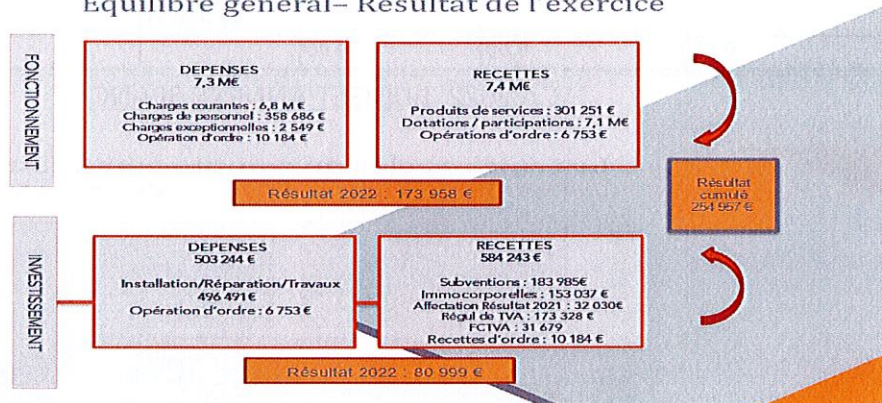 Equilibre général– Résultat de l'exercice
FONCTIONNEMENT
DEPENSES
7,3 M€
Charges courantes : 6,8 M €
Charges de personnel : 358 686 €
Charges exceptionnelles : 2 549 €
Opération d'ordre : 10 184 €
RECETTES
7,4 M€
Produits de services : 301 251 €
Dotations / participations : 7,1 M€
Opérations d'ordre : 6 753 €
Résultat 2022 : 173 958 €
Résultat
cumulé
254 957 €
INVESTISSEMENT
DEPENSES
503 244 €
Installation/Réparation/Travaux
496 491 €
Opération d'ordre : 6 753 €
RECETTES
584 243 €
Subventions : 183 985€
Immo corporelles : 153 037 €
Affectation Résultat 2021 : 32 030€
Régul de TVA : 173 328 €
FCTVA : 31 679
Recettes d'ordre : 10 184 €
Résultat 2022 : 80 999 €